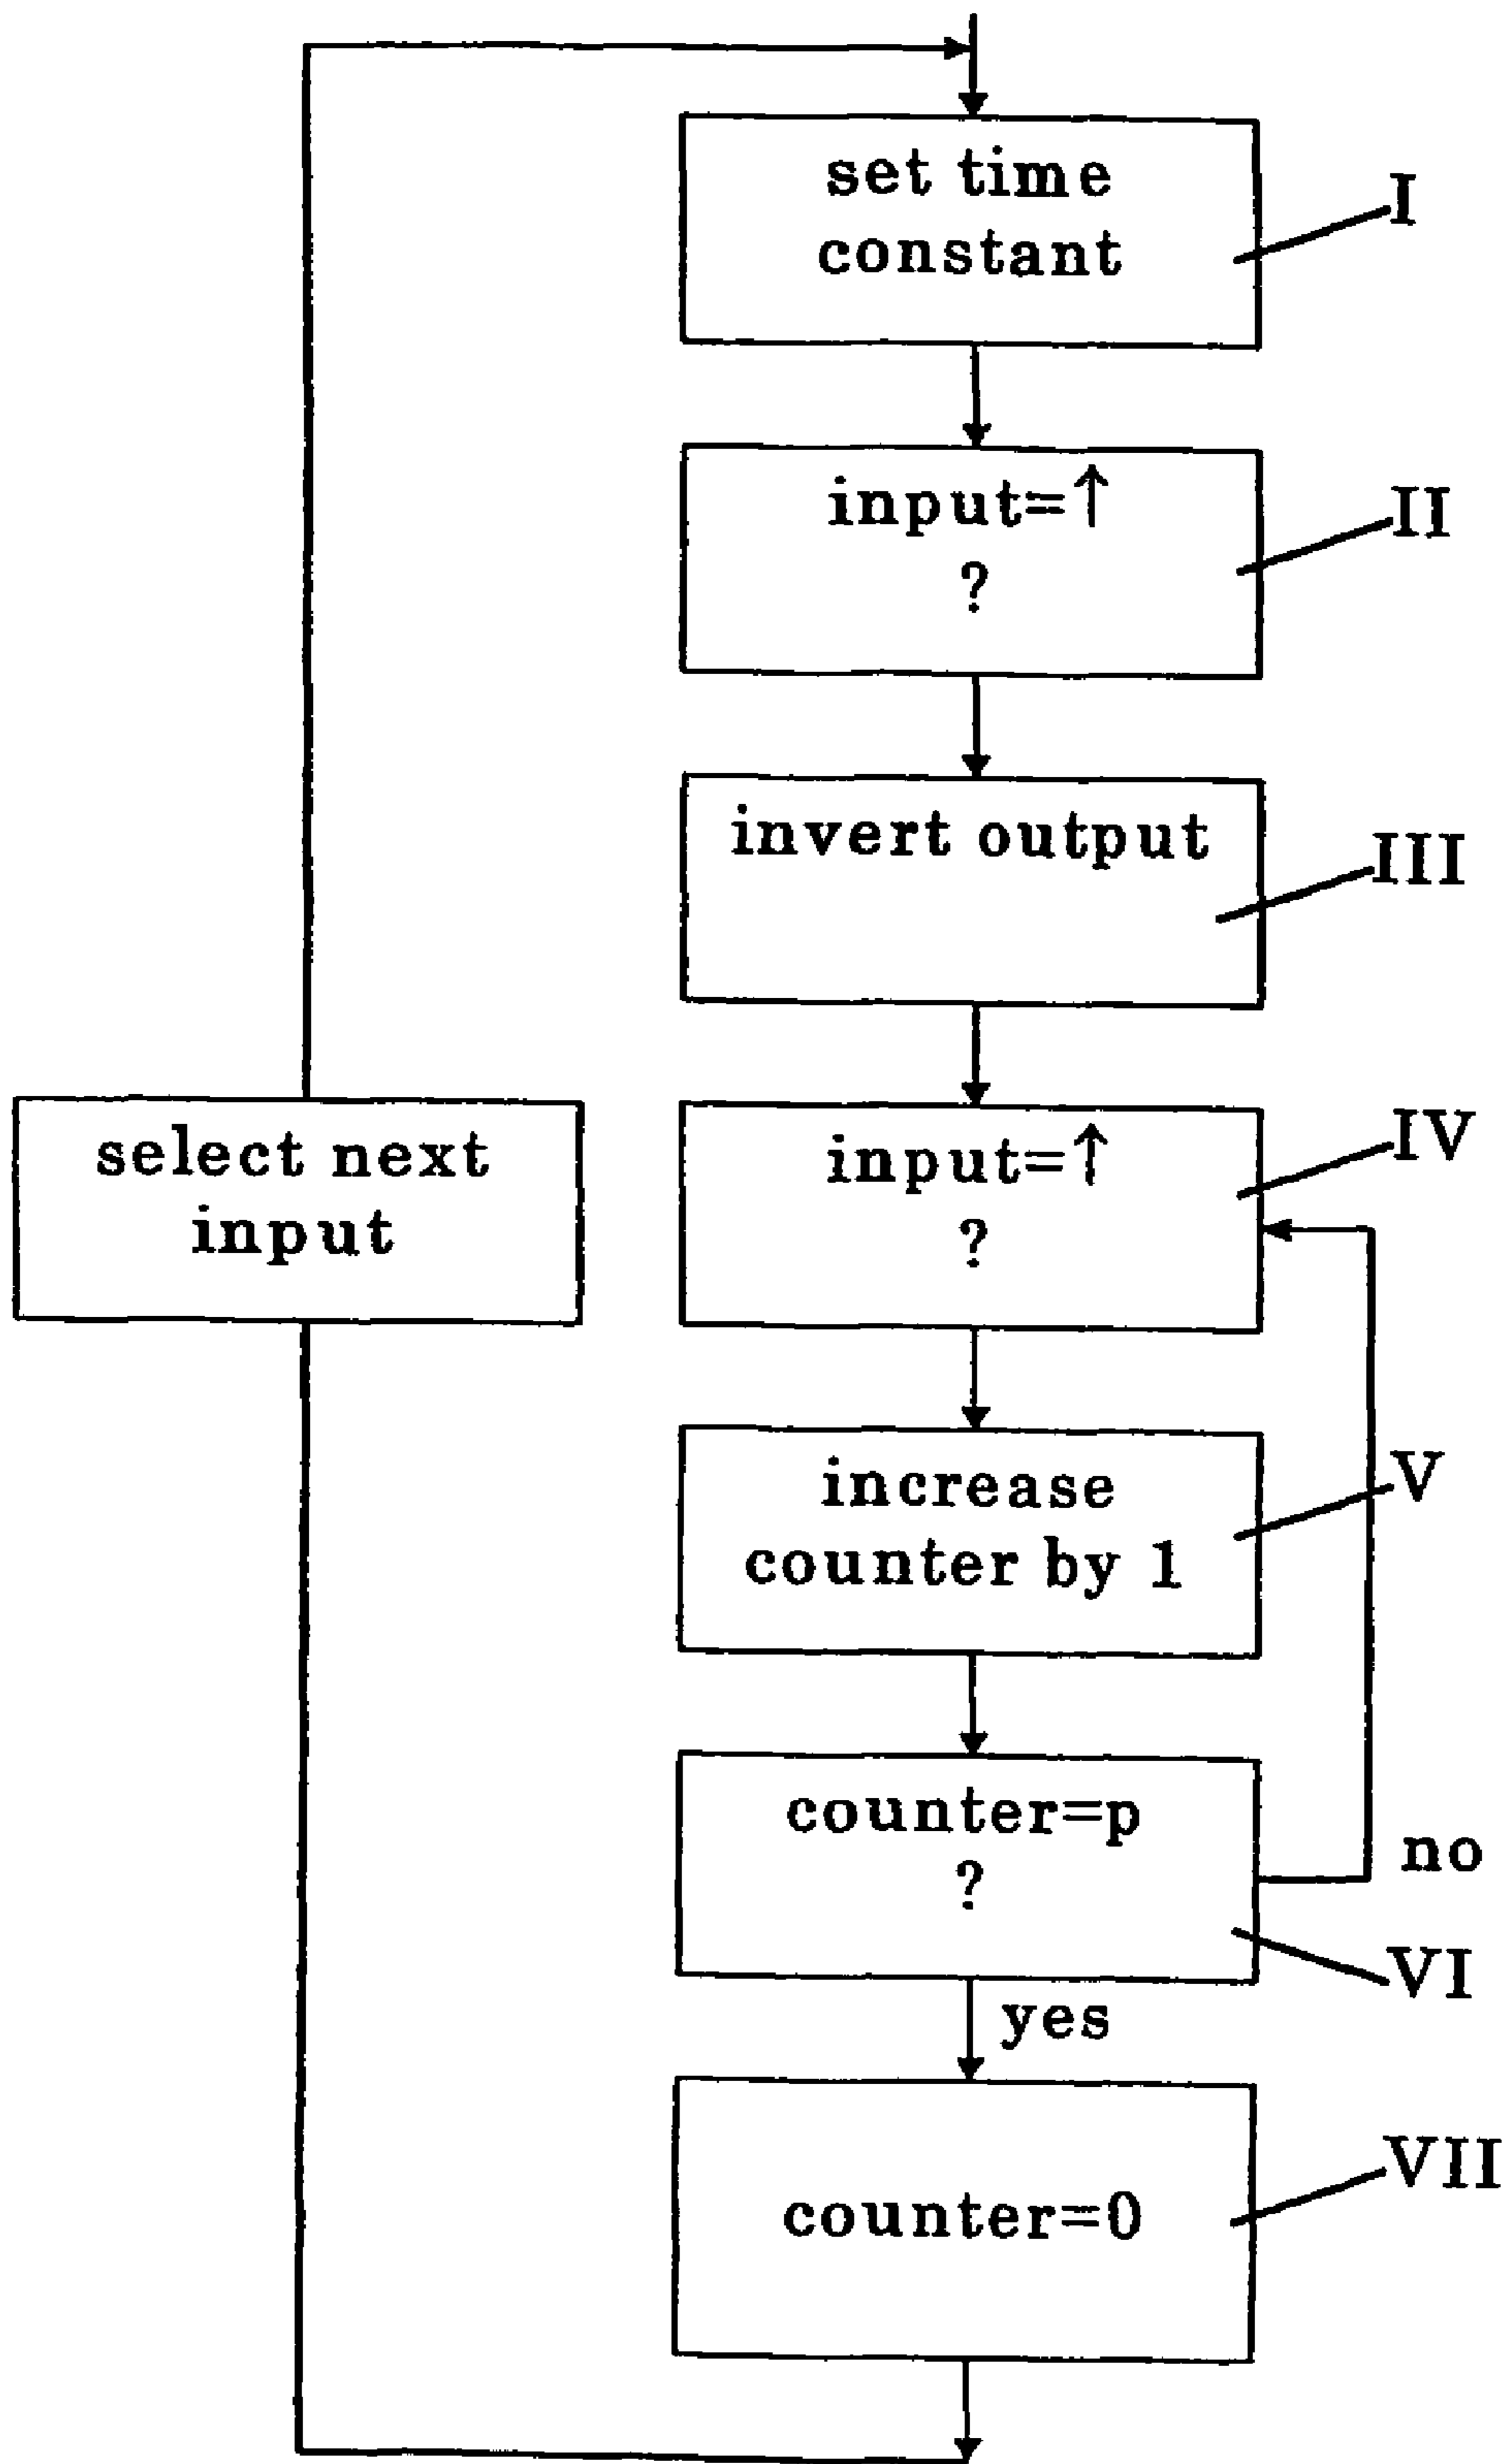 set time
constant
I
input=↑
?
II
invert output
III
select next
input
input=↑
?
IV
increase
counter by 1
V
counter=p
?
no
VI
yes
counter=0
VII